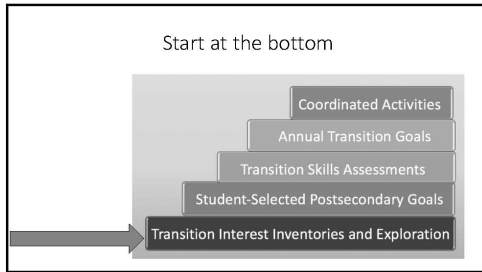 Start at the bottom
Coordinated Activities
Annual Transition Goals
Transition Skills Assessments
Student-Selected Postsecondary Goals
Transition Interest Inventories and Exploration